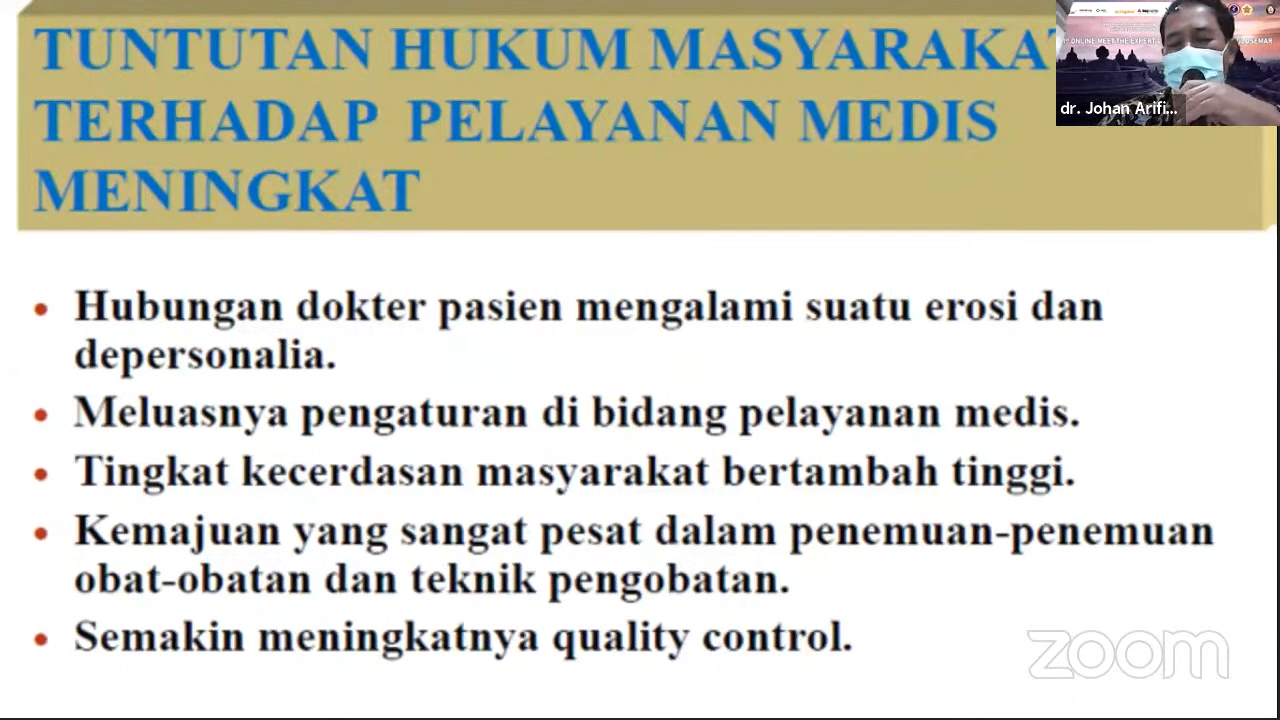 TUNTUTAN HUKUM MASYARAKAT
TERHADAP PELAYANAN MEDIS
MENINGKAT
dr. Johan Arifi...
• Hubungan dokter pasien mengalami suatu erosi dan
depersonalia.
• Meluasnya pengaturan di bidang pelayanan medis.
• Tingkat kecerdasan masyarakat bertambah tinggi.
• Kemajuan yang sangat pesat dalam penemuan-penemuan
obat-obatan dan teknik pengobatan.
• Semakin meningkatnya quality control.
zoom